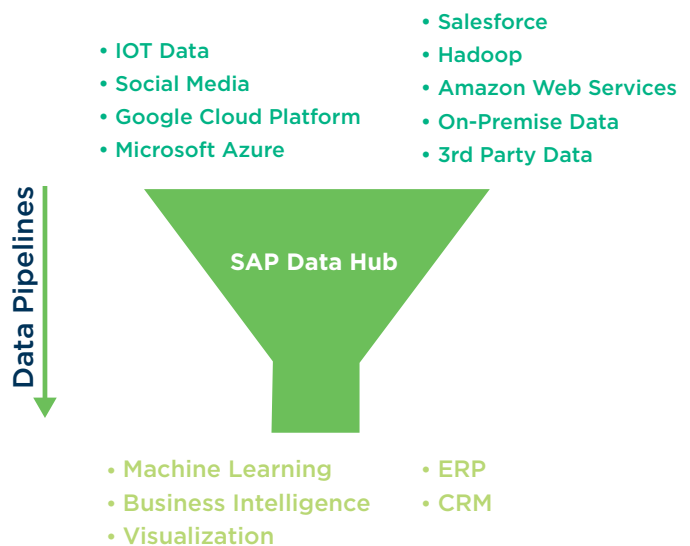 • IOT Data
• Social Media
• Google Cloud Platform
• Microsoft Azure
• Salesforce
• Hadoop
• Amazon Web Services
• On-Premise Data
• 3rd Party Data
Data Pipelines
SAP Data Hub
• Machine Learning
• Business Intelligence
• Visualization
• ERP
• CRM